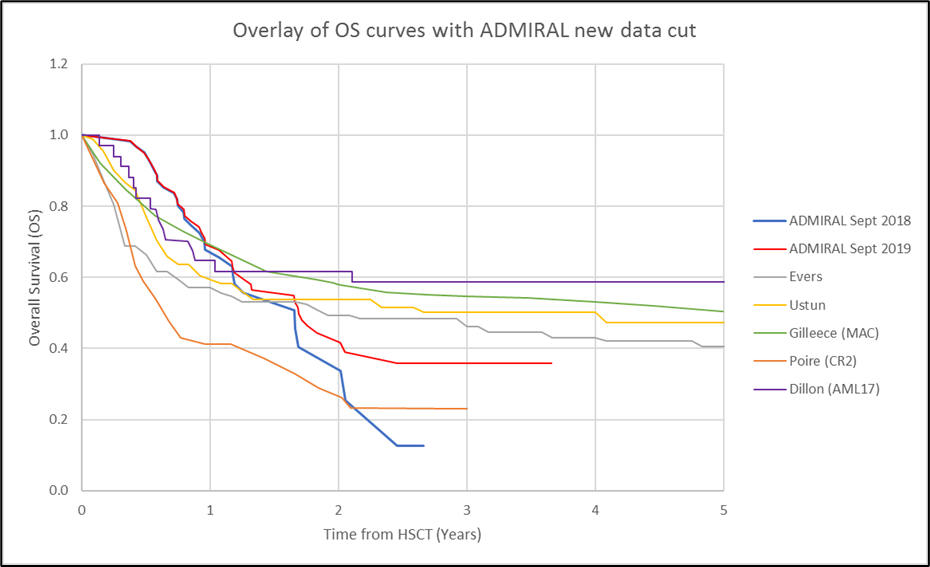 Overlay of OS curves with ADMIRAL new data cut
1.2
1.0
0.8
0.6
0.4
0.2
0.0
Overall Survival (OS)
0 1 2 3 4 5
Time from HSCT (Years)
ADMIRAL Sept 2018
ADMIRAL Sept 2019
Evers
Ustun
Gilleece (MAC)
Poire (CR2)
Dillon (AML17)